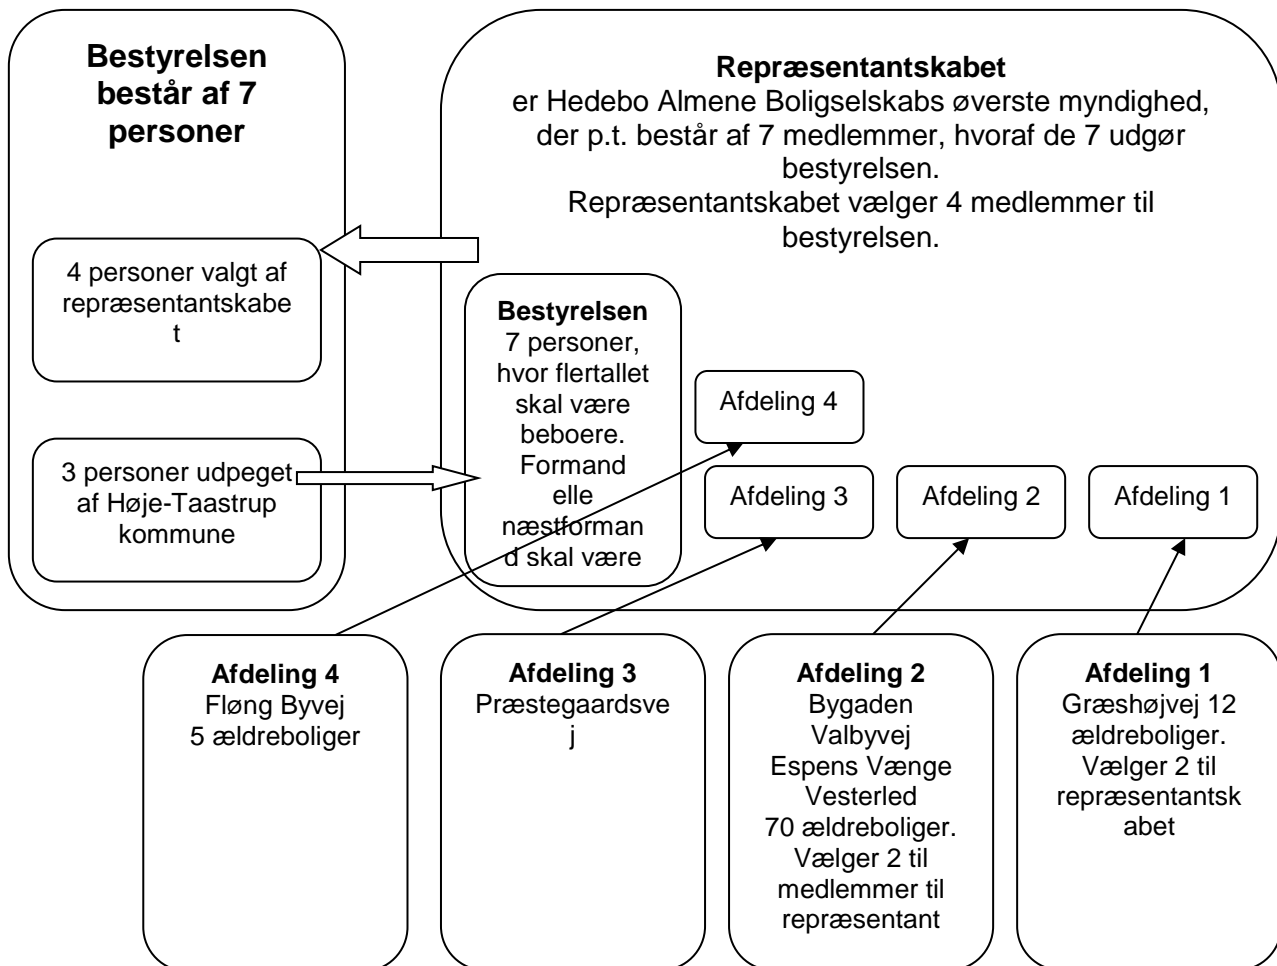 Bestyrelsen
består af 7
personer
4 personer valgt af
repræsentantskabe
t
3 personer udpeget
af Høje-Taastrup
kommune
Repræsentantskabet
er Hedebo Almene Boligselskabs øverste myndighed,
der p.t. består af 7 medlemmer, hvoraf de 7 udgør
bestyrelsen.
Repræsentantskabet vælger 4 medlemmer til
bestyrelsen.
Bestyrelsen
7 personer,
hvor flertallet
skal være
beboere.
Formand
elle
næstforman
d skal være
Afdeling 4
Afdeling 3
Afdeling 2
Afdeling 1
Afdeling 4
Fløng Byvej
5 ældreboliger
Afdeling 3
Præstegaardsve
j
Afdeling 2
Bygaden
Valbyvej
Espens Vænge
Vesterled
70 ældreboliger.
Vælger 2 til
medlemmer til
repræsentant
Afdeling 1
Græshøjvej 12
ældreboliger.
Vælger 2 til
repræsentantsk
abet